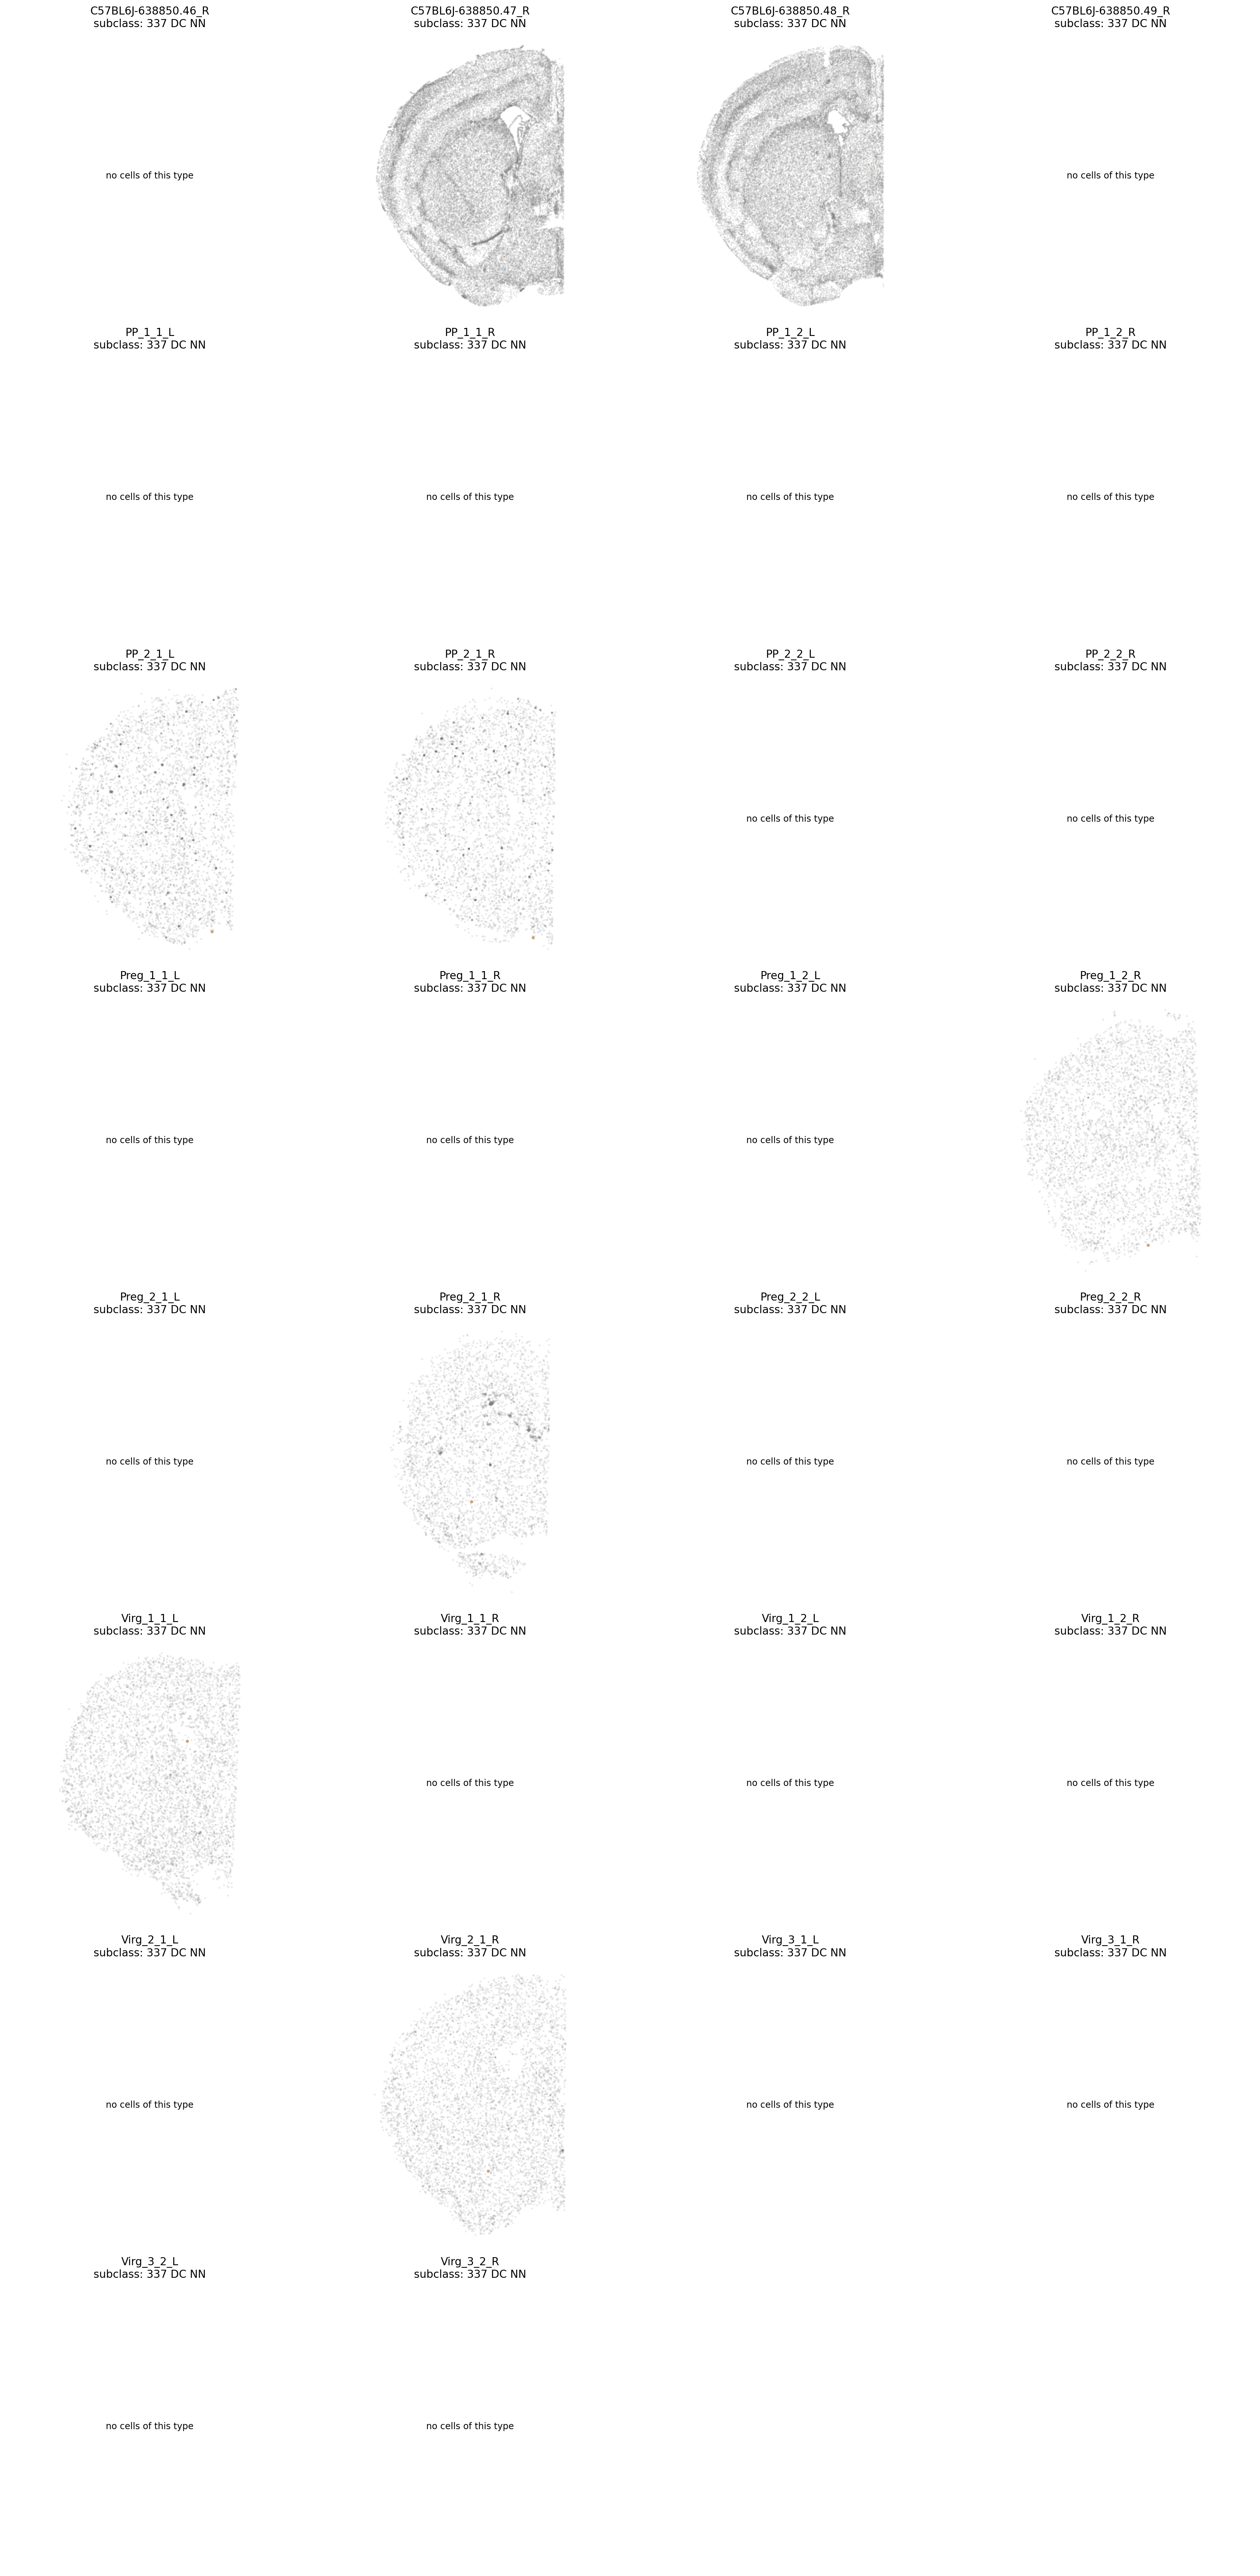 C57BL6J-638850.46_R
subclass: 337 DC NN
C57BL6J-638850.47_R
subclass: 337 DC NN
C57BL6J-638850.48_R
subclass: 337 DC NN
C57BL6J-638850.49_R
subclass: 337 DC NN
no cells of this type
no cells of this type
PP_1_1_L
subclass: 337 DC NN
PP_1_1_R
subclass: 337 DC NN
PP_1_2_L
subclass: 337 DC NN
PP_1_2_R
subclass: 337 DC NN
no cells of this type
no cells of this type
no cells of this type
no cells of this type
PP_2_1_L
subclass: 337 DC NN
PP_2_1_R
subclass: 337 DC NN
PP_2_2_L
subclass: 337 DC NN
PP_2_2_R
subclass: 337 DC NN
no cells of this type
no cells of this type
Preg_1_1_L
subclass: 337 DC NN
Preg_1_1_R
subclass: 337 DC NN
Preg_1_2_L
subclass: 337 DC NN
Preg_1_2_R
subclass: 337 DC NN
no cells of this type
no cells of this type
no cells of this type
Preg_2_1_L
subclass: 337 DC NN
Preg_2_1_R
subclass: 337 DC NN
Preg_2_2_L
subclass: 337 DC NN
Preg_2_2_R
subclass: 337 DC NN
no cells of this type
no cells of this type
no cells of this type
Virg_1_1_L
subclass: 337 DC NN
Virg_1_1_R
subclass: 337 DC NN
Virg_1_2_L
subclass: 337 DC NN
Virg_1_2_R
subclass: 337 DC NN
no cells of this type
no cells of this type
no cells of this type
Virg_2_1_L
subclass: 337 DC NN
Virg_2_1_R
subclass: 337 DC NN
Virg_3_1_L
subclass: 337 DC NN
Virg_3_1_R
subclass: 337 DC NN
no cells of this type
no cells of this type
no cells of this type
Virg_3_2_L
subclass: 337 DC NN
Virg_3_2_R
subclass: 337 DC NN
no cells of this type
no cells of this type